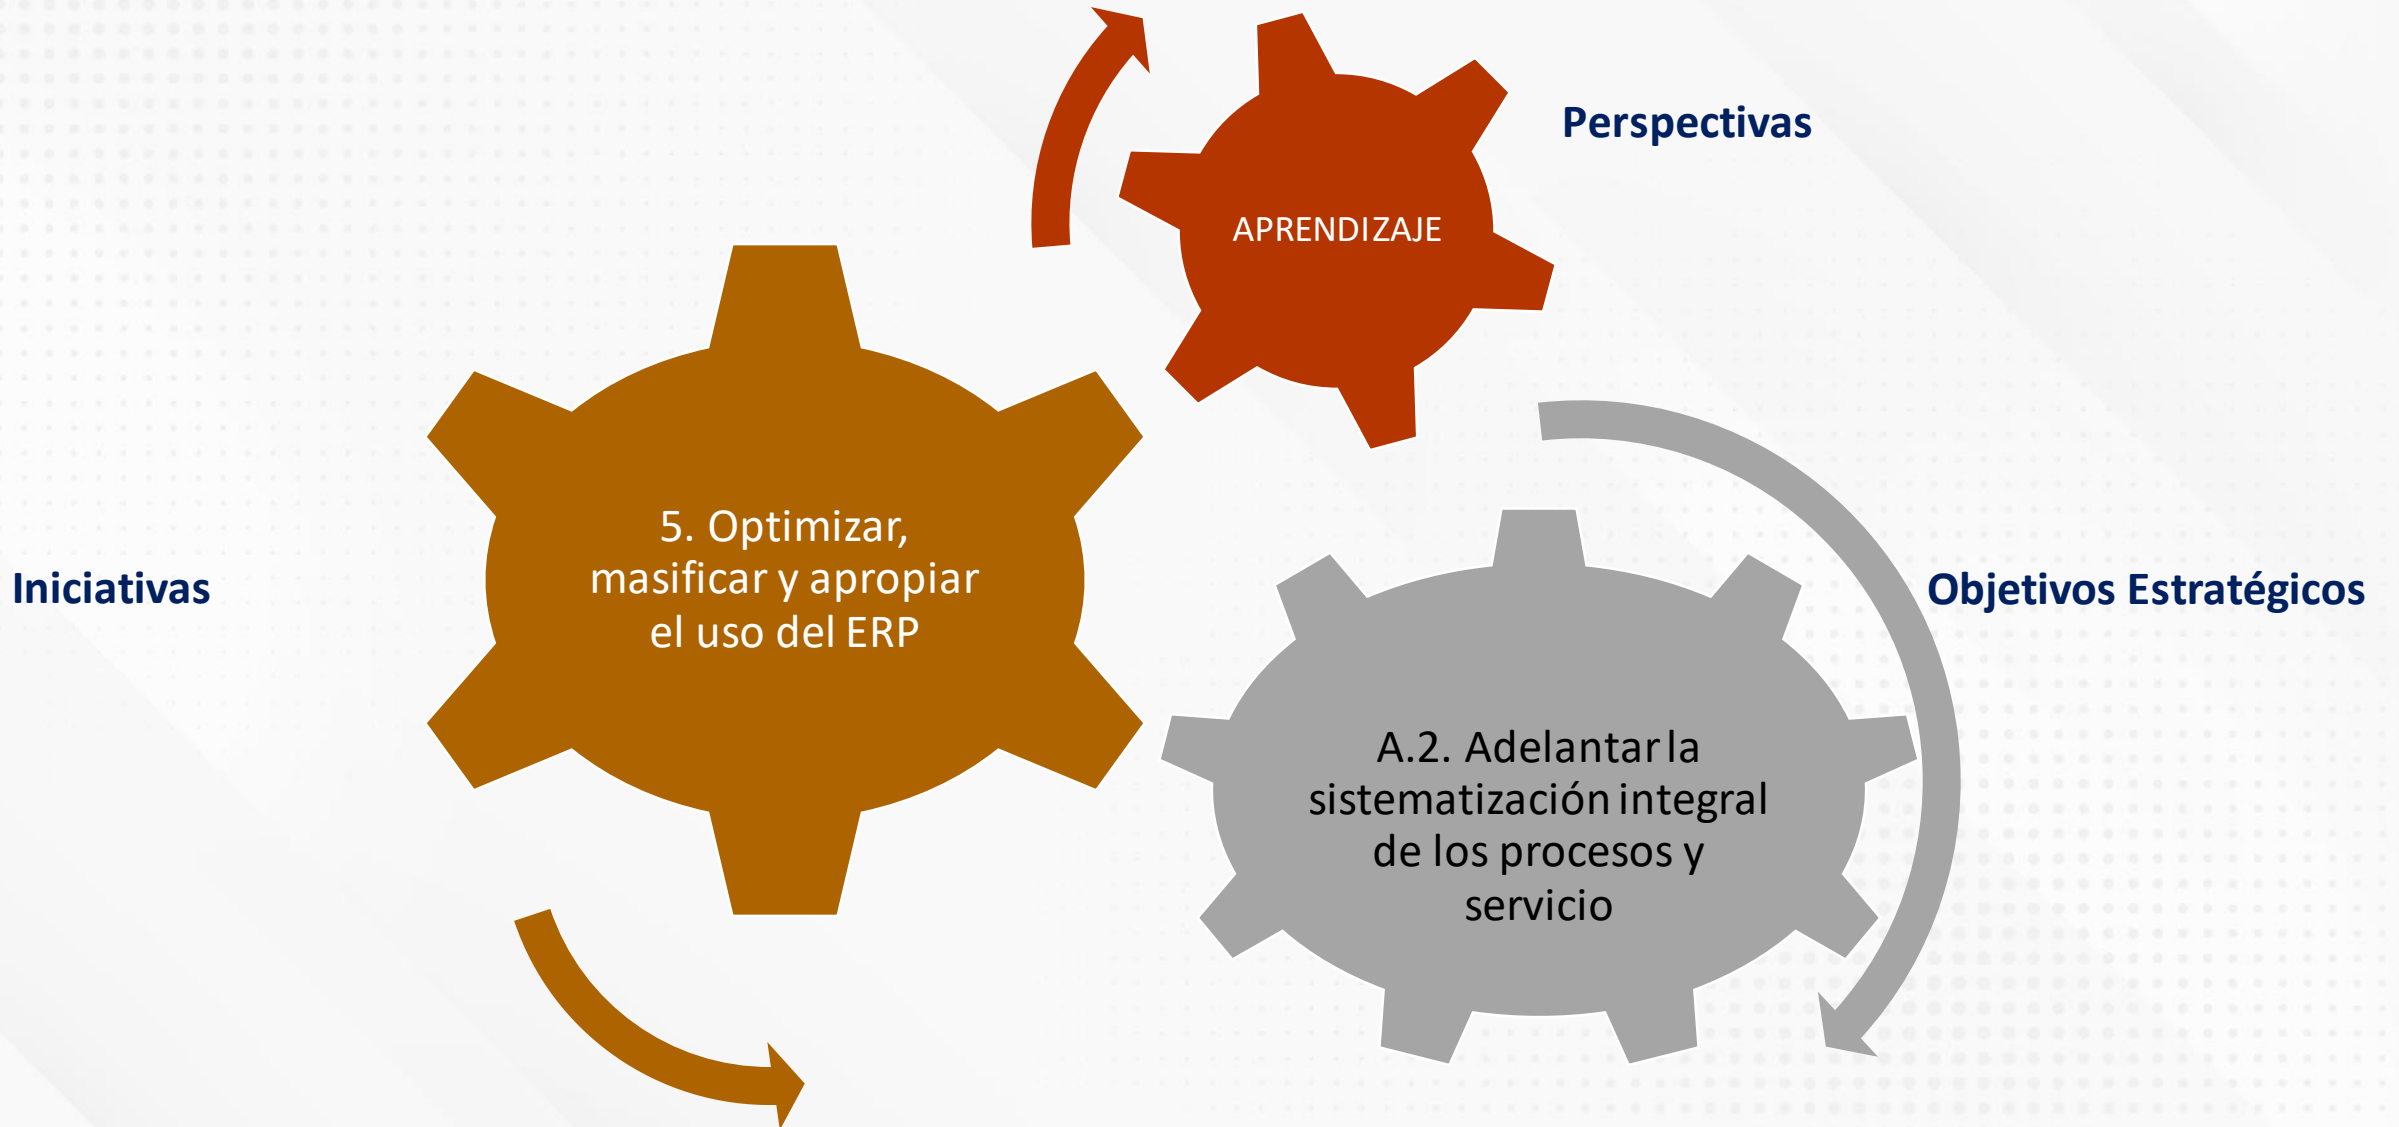 Perspectivas
APRENDIZAJE
Iniciativas
5. Optimizar,
masificar y apropiar
el uso del ERP
Objetivos Estratégicos
A.2. Adelantar la
sistematización integral
de los procesos y
servicio